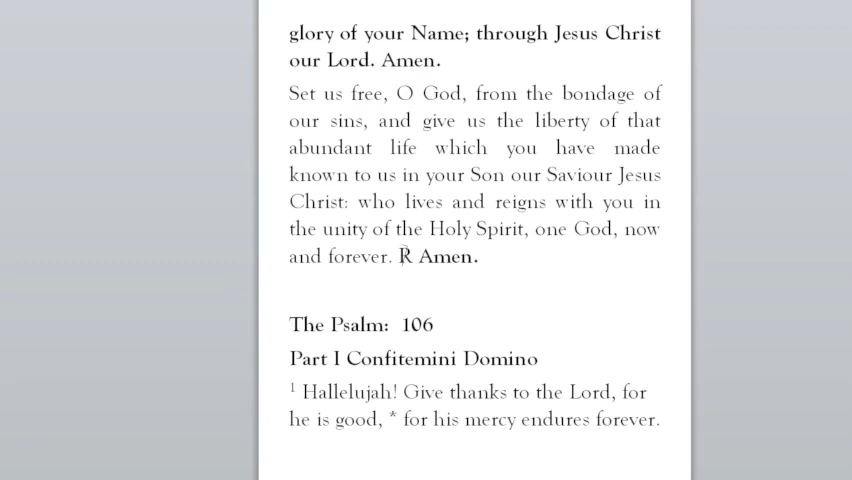 glory of your Name; through Jesus Christ
our Lord. Amen.
Set us free, O God, from the bondage of
our sins, and give us the liberty of that
abundant life which you have made
known to us in your Son our Saviour Jesus
Christ: who lives and reigns with you in
the unity of the Holy Spirit, one God, now
and forever. ℟ Amen.
The Psalm: 106
Part I Confitemini Domino
¹ Hallelujah! Give thanks to the Lord, for
he is good, * for his mercy endures forever.